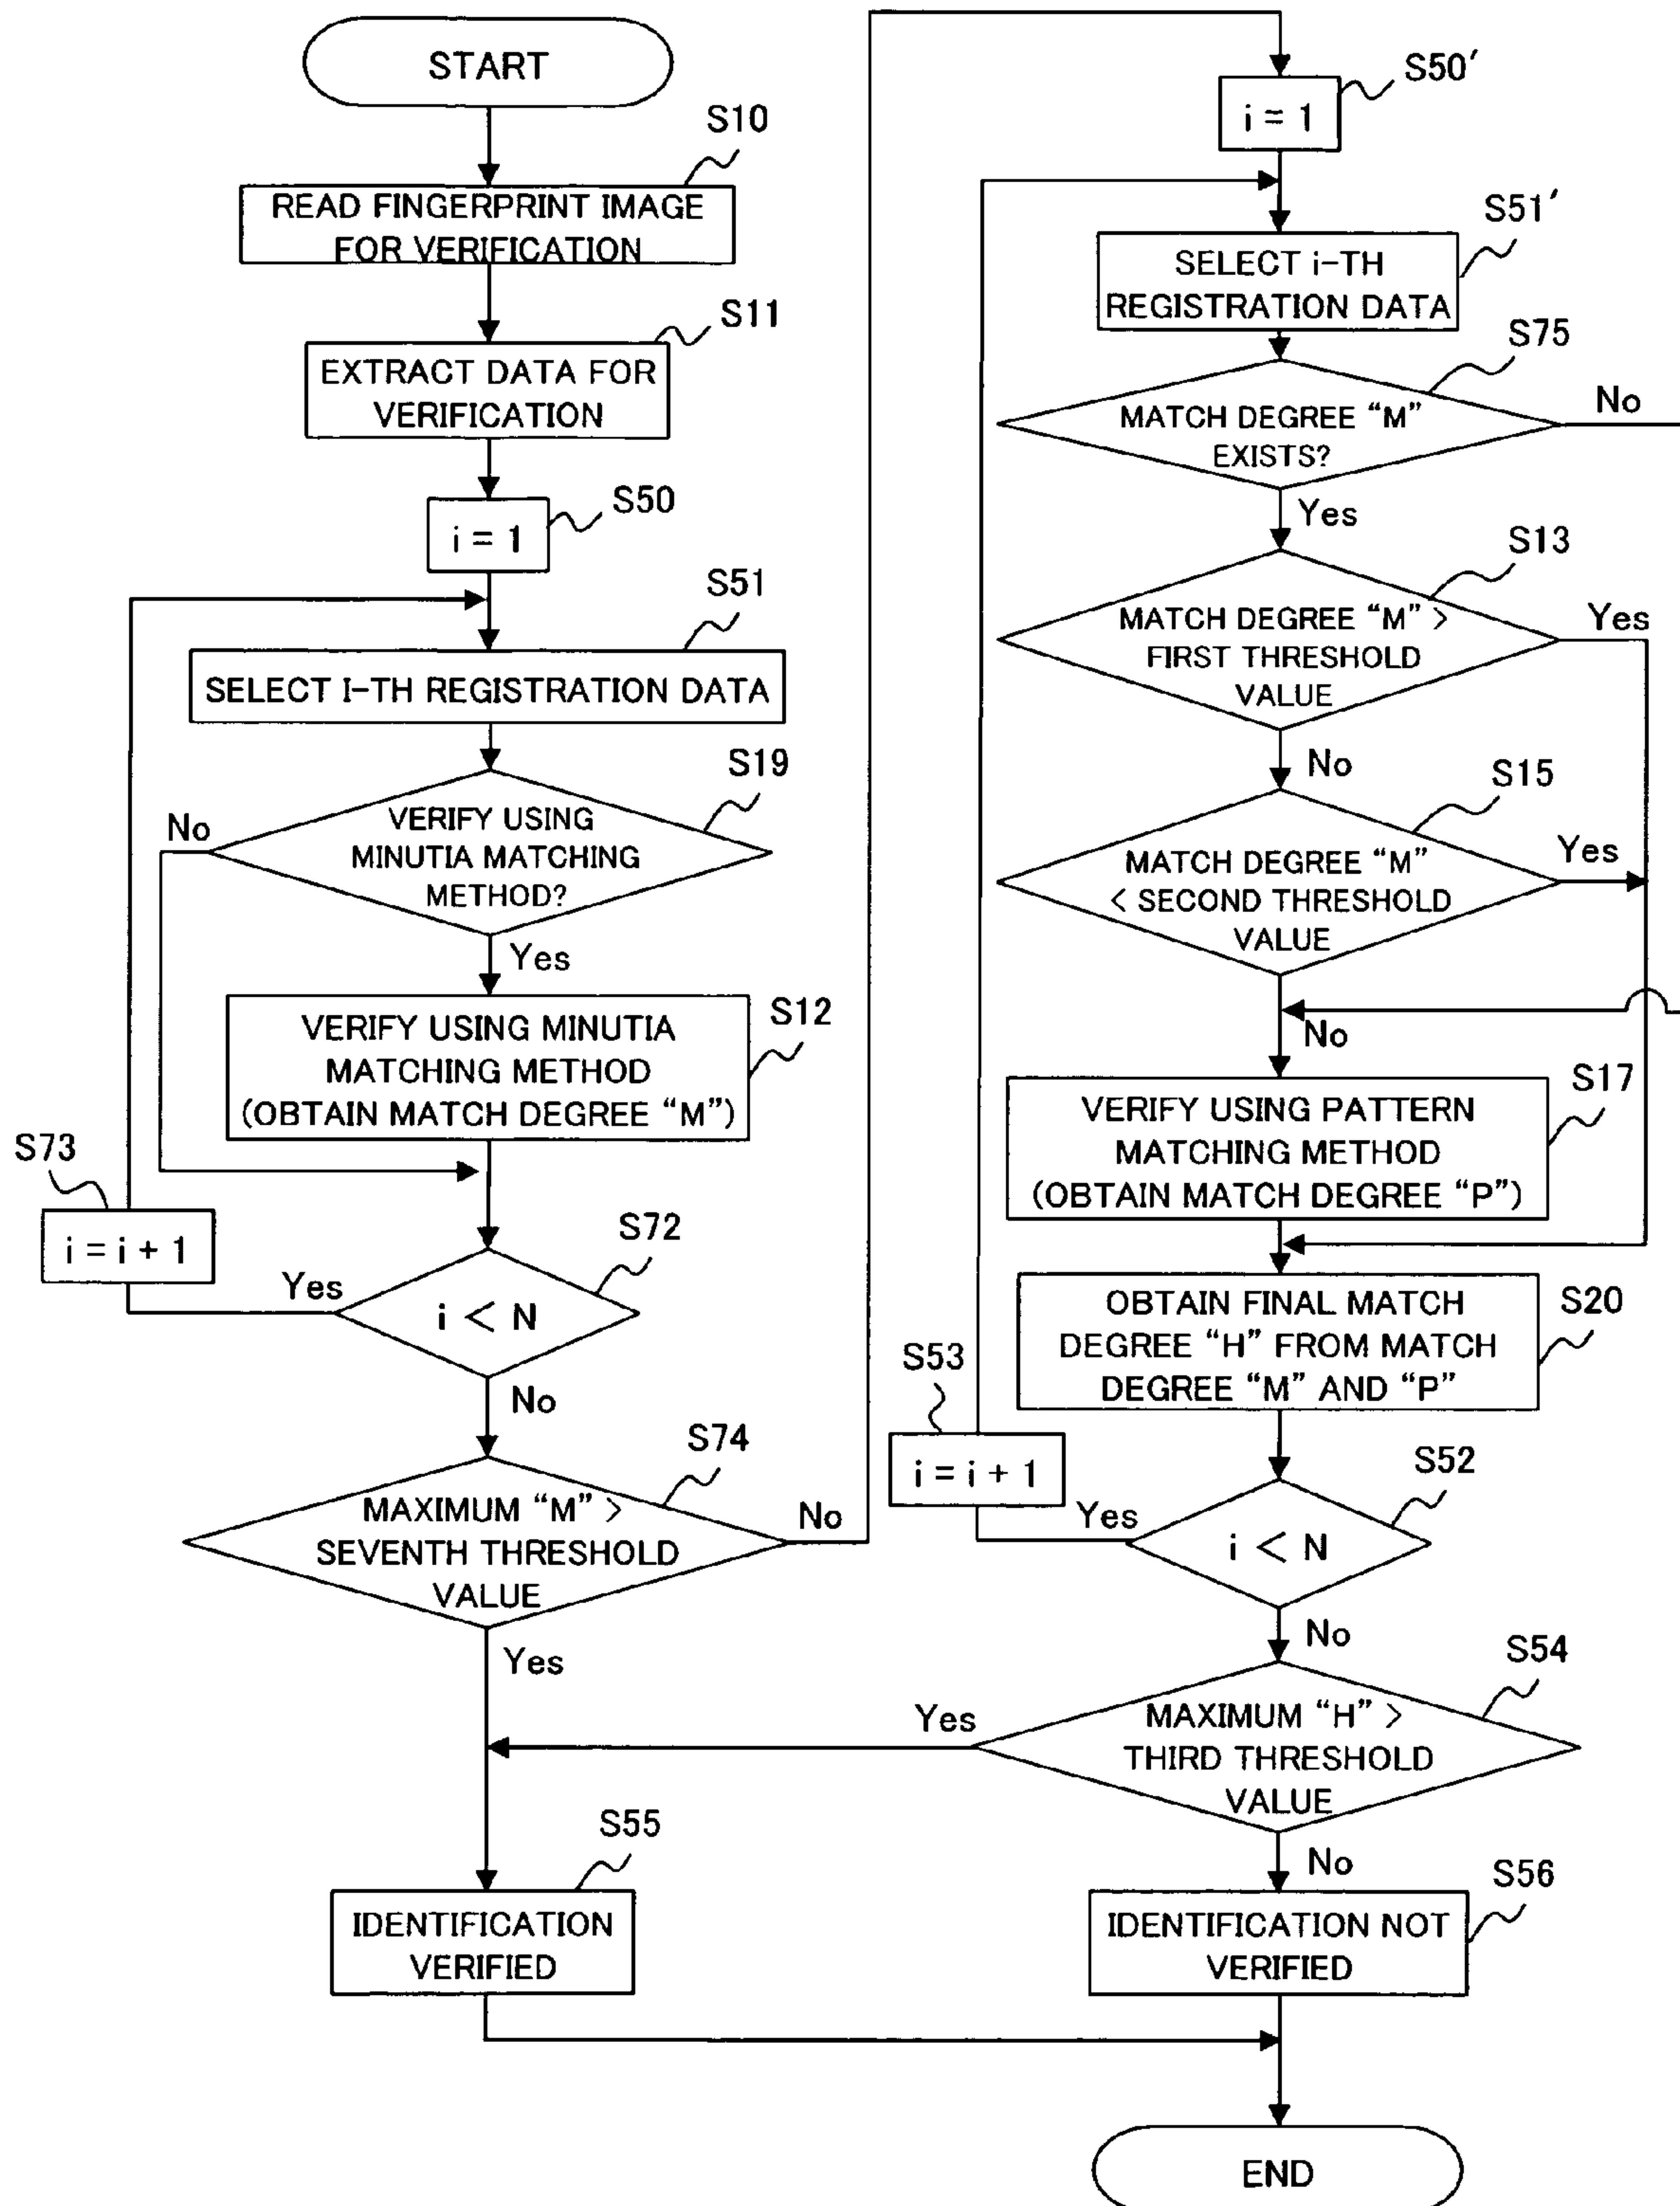 START
S10
READ FINGERPRINT IMAGE
FOR VERIFICATION
S11
EXTRACT DATA FOR
VERIFICATION
S50
i = 1
S51
SELECT I-TH REGISTRATION DATA
S19
VERIFY USING
MINUTIA MATCHING
METHOD?
No
Yes
S12
VERIFY USING MINUTIA
MATCHING METHOD
(OBTAIN MATCH DEGREE “M”)
S73
i = i + 1
S72
i < N
Yes
No
S74
MAXIMUM “M” >
SEVENTH THRESHOLD
VALUE
No
Yes
S55
IDENTIFICATION
VERIFIED
S50′
i = 1
S51′
SELECT i-TH
REGISTRATION DATA
S75
MATCH DEGREE “M”
EXISTS?
No
Yes
S13
MATCH DEGREE “M” >
FIRST THRESHOLD
VALUE
Yes
No
S15
MATCH DEGREE “M”
< SECOND THRESHOLD
VALUE
Yes
No
S17
VERIFY USING PATTERN
MATCHING METHOD
(OBTAIN MATCH DEGREE “P”)
S20
OBTAIN FINAL MATCH
DEGREE “H” FROM MATCH
DEGREE “M” AND “P”
S53
i = i + 1
S52
i < N
Yes
No
S54
MAXIMUM “H” >
THIRD THRESHOLD
VALUE
Yes
No
S56
IDENTIFICATION NOT
VERIFIED
END